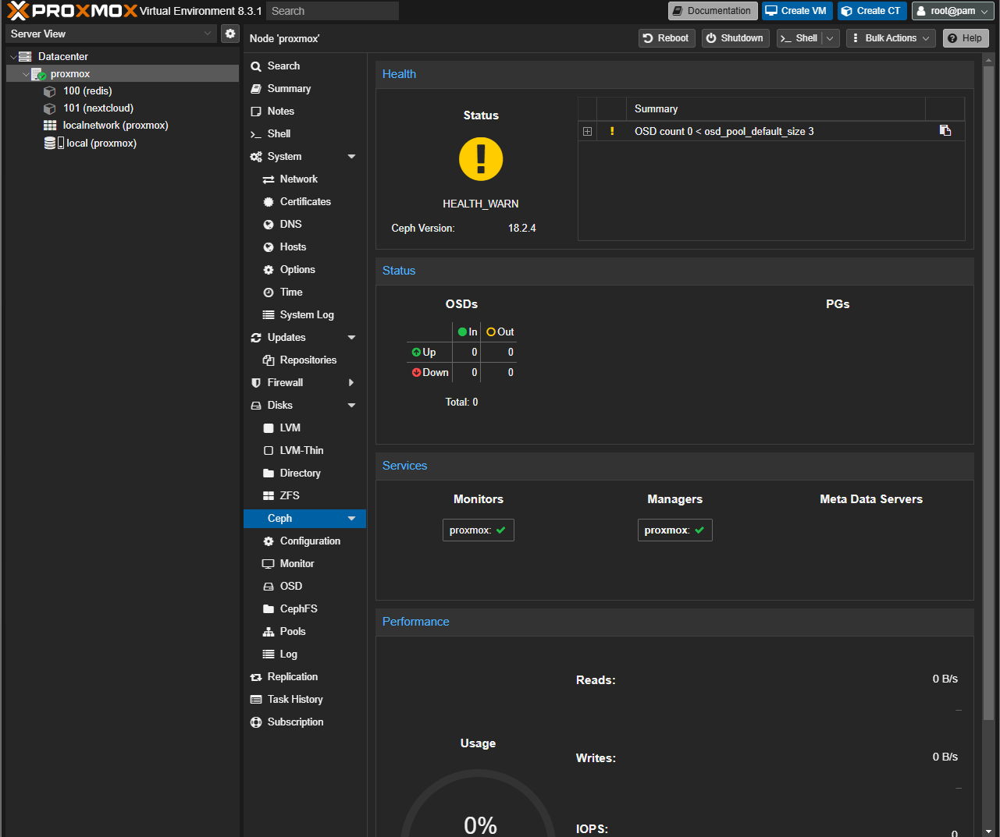 PROXMOX Virtual Environment 8.3.1 Search Documentation Create VM Create CT root@pam
Server View
Node 'proxmox' Reboot Shutdown Shell Bulk Actions Help
Datacenter
proxmox
100 (redis)
101 (nextcloud)
localnetwork (proxmox)
local (proxmox)
Search
Summary
Notes
Shell
System
Network
Certificates
DNS
Hosts
Options
Time
System Log
Updates
Repositories
Firewall
Disks
LVM
LVM-Thin
Directory
ZFS
Ceph
Configuration
Monitor
OSD
CephFS
Pools
Log
Replication
Task History
Subscription
Health
Status
HEALTH_WARN
Ceph Version: 18.2.4
Summary
OSD count 0 < osd_pool_default_size 3
Status
OSDs
In Out
Up 0 0
Down 0 0
Total: 0
PGs
Services
Monitors
proxmox:
Managers
proxmox:
Meta Data Servers
Performance
Usage
0%
Reads: 0 B/s
Writes: 0 B/s
IOPS: 0